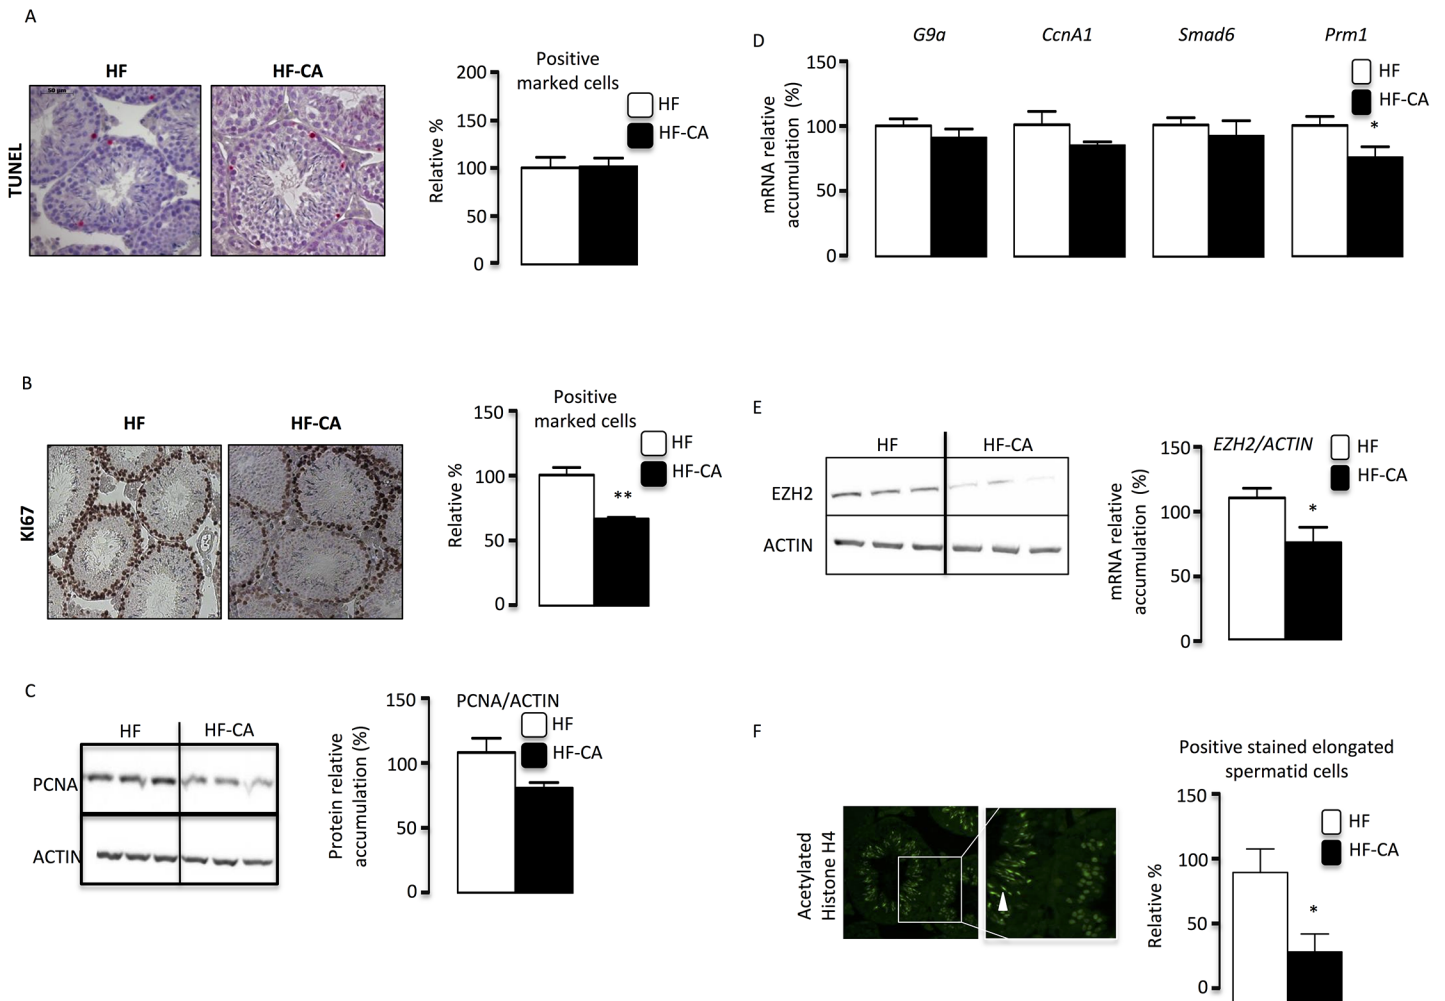 A
HF
HF-CA
TUNEL
50 µm
Positive
marked cells
Relative %
200
150
100
50
0
HF
HF-CA
B
HF
HF-CA
KI67
Positive
marked cells
Relative %
150
100
50
0
HF
HF-CA
**
C
HF
HF-CA
PCNA
ACTIN
Protein relative
accumulation (%)
150
100
50
0
PCNA/ACTIN
HF
HF-CA
D
G9a
CcnA1
Smad6
Prm1
mRNA relative
accumulation (%)
150
100
50
0
HF
HF-CA
*
E
HF
HF-CA
EZH2
ACTIN
mRNA relative
accumulation (%)
150
100
50
0
EZH2/ACTIN
HF
HF-CA
*
F
Acetylated
Histone H4
Positive stained elongated
spermatid cells
Relative %
150
100
50
0
HF
HF-CA
*